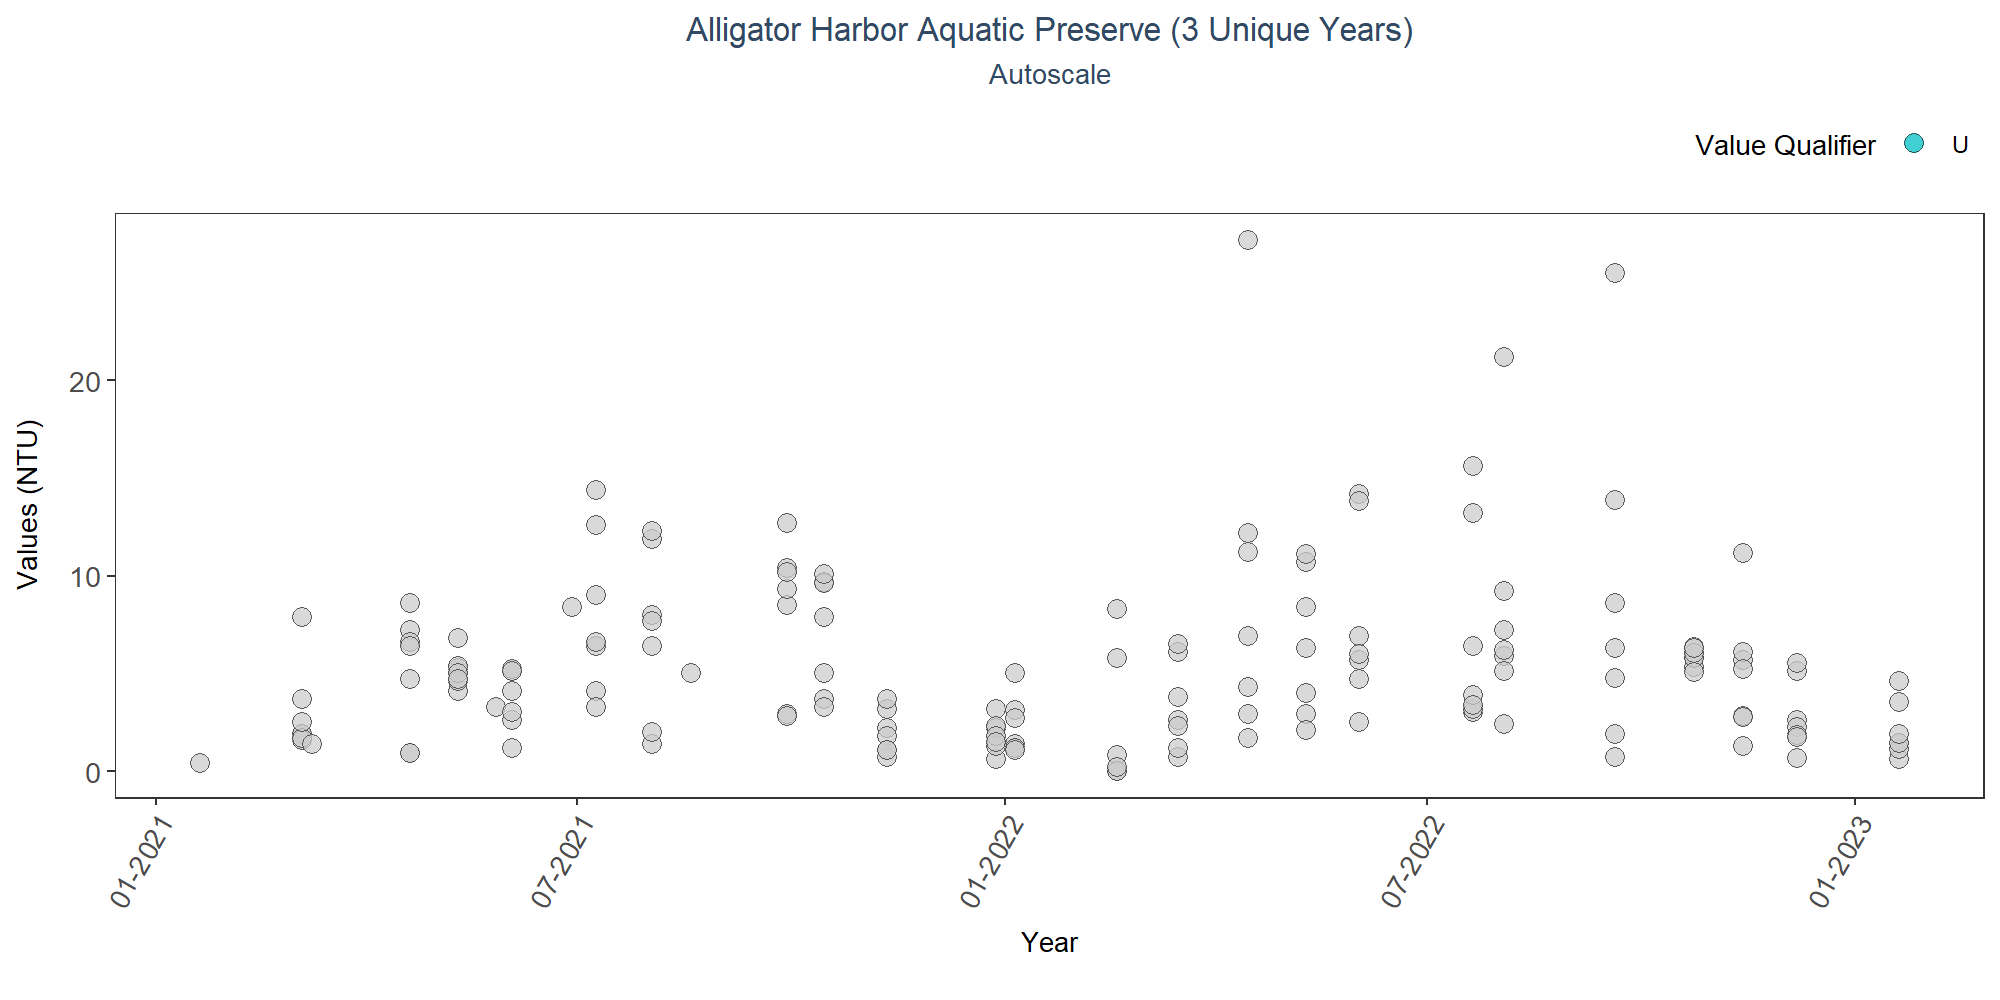 Alligator Harbor Aquatic Preserve (3 Unique Years)
Autoscale
Value Qualifier U
Values (NTU)
20
10
0
01-2021 07-2021 01-2022 07-2022 01-2023
Year